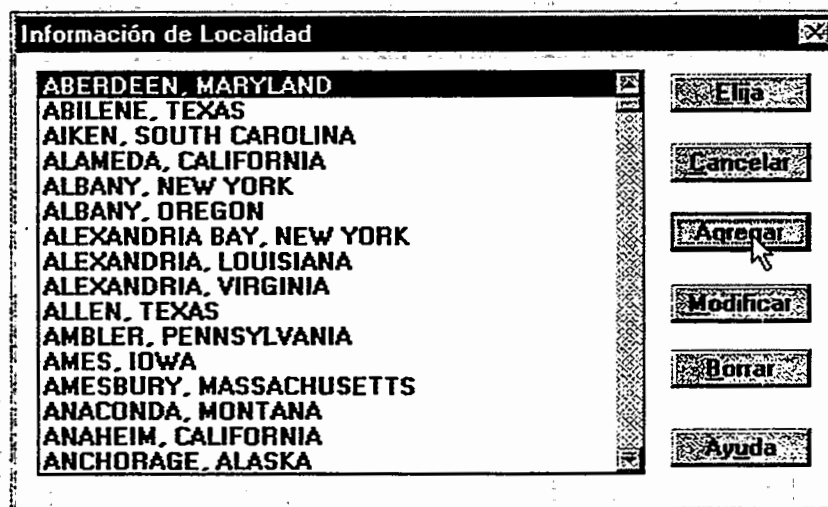 Información de Localidad
ABERDEEN, MARYLAND
ABILENE, TEXAS
AIKEN, SOUTH CAROLINA
ALAMEDA, CALIFORNIA
ALBANY, NEW YORK
ALBANY, OREGON
ALEXANDRIA BAY, NEW YORK
ALEXANDRIA, LOUISIANA
ALEXANDRIA, VIRGINIA
ALLEN, TEXAS
AMBLER, PENNSYLVANIA
AMES, IOWA
AMESBURY, MASSACHUSETTS
ANACONDA, MONTANA
ANAHEIM, CALIFORNIA
ANCHORAGE, ALASKA
Elija
Cancelar
Agregar
Modificar
Borrar
Ayuda